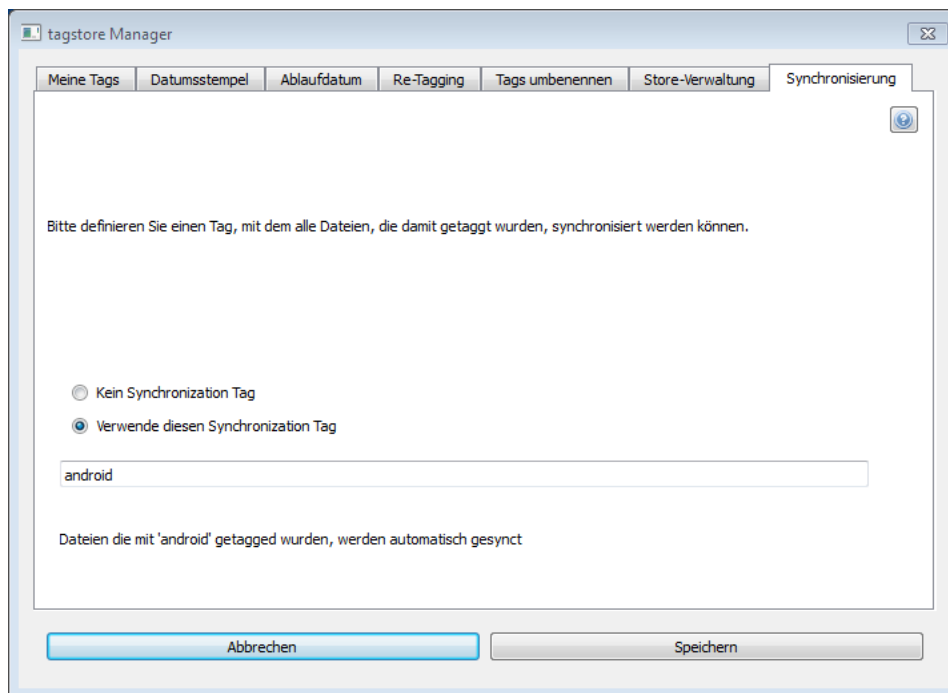 tagstore Manager
Meine Tags Datumsstempel Ablaufdatum Re-Tagging Tags umbenennen Store-Verwaltung Synchronisierung
Bitte definieren Sie einen Tag, mit dem alle Dateien, die damit getaggt wurden, synchronisiert werden können.
Kein Synchronization Tag
Verwende diesen Synchronization Tag
android
Dateien die mit 'android' getagged wurden, werden automatisch gesynct
Abbrechen Speichern